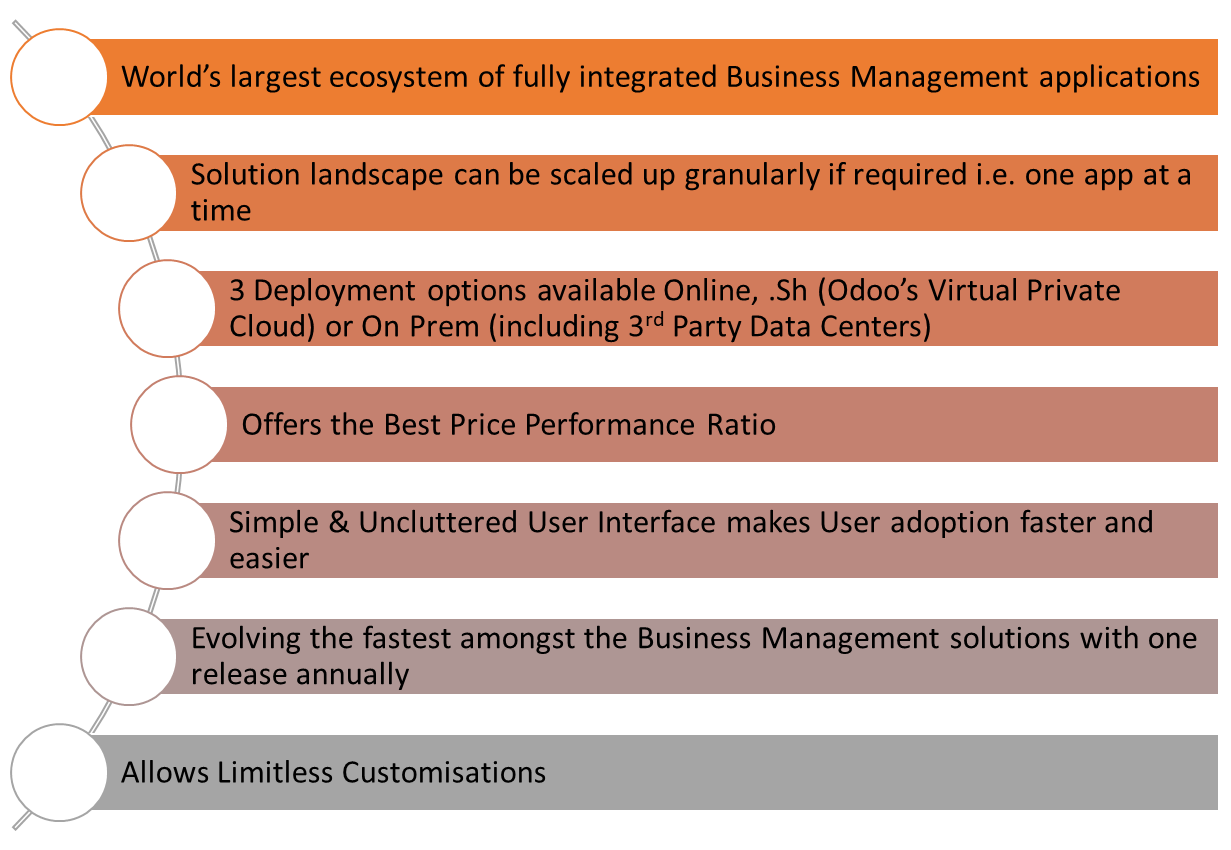 World’s largest ecosystem of fully integrated Business Management applications
Solution landscape can be scaled up granularly if required i.e. one app at a
time
3 Deployment options available Online, .Sh (Odoo’s Virtual Private
Cloud) or On Prem (including 3rd Party Data Centers)
Offers the Best Price Performance Ratio
Simple & Uncluttered User Interface makes User adoption faster and
easier
Evolving the fastest amongst the Business Management solutions with one
release annually
Allows Limitless Customisations